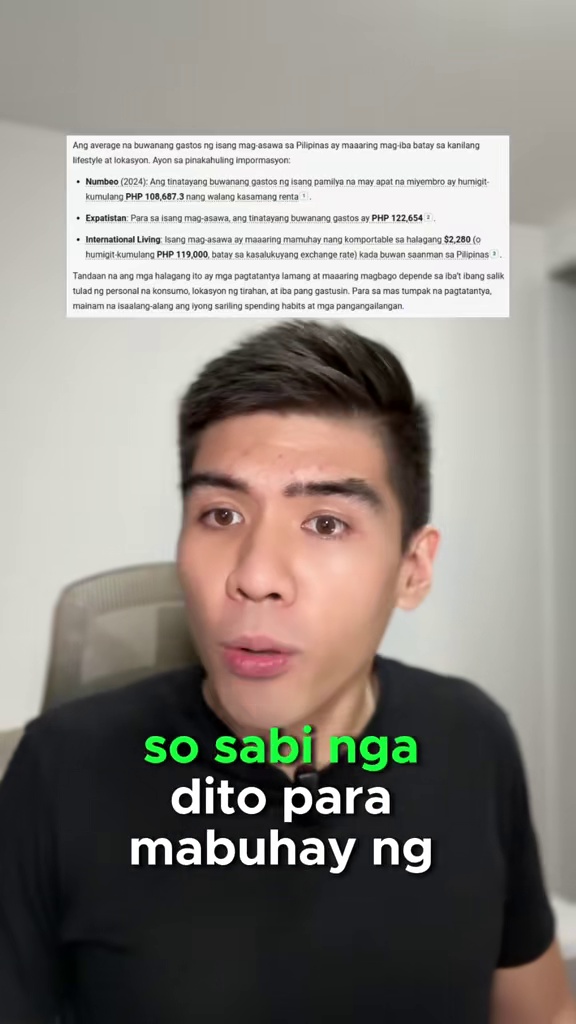 Ang average na buwanang gastos ng isang mag-asawa sa Pilipinas ay maaaring mag-iba batay sa kanilang
lifestyle at lokasyon. Ayon sa pinakahuling impormasyon:
• Numbeo (2024): Ang tinatayang buwanang gastos ng isang pamilya na may apat na miyembro ay humigit-
kumulang PHP 108,687.3 nang walang kasamang renta 1 .
• Expatistan: Para sa isang mag-asawa, ang tinatayang buwanang gastos ay PHP 122,654 2 .
• International Living: Isang mag-asawa ay maaaring mamuhay nang komportable sa halagang $2,280 (o
humigit-kumulang PHP 119,000, batay sa kasalukuyang exchange rate) kada buwan saanman sa Pilipinas 3 .
Tandaan na ang mga halagang ito ay mga pagtatantya lamang at maaaring magbago depende sa iba't ibang salik
tulad ng personal na konsumo, lokasyon ng tirahan, at iba pang gastusin. Para sa mas tumpak na pagtatantya,
mainam na isaalang-alang ang iyong sariling spending habits at mga pangangailangan.
so sabi nga
dito para
mabuhay ng